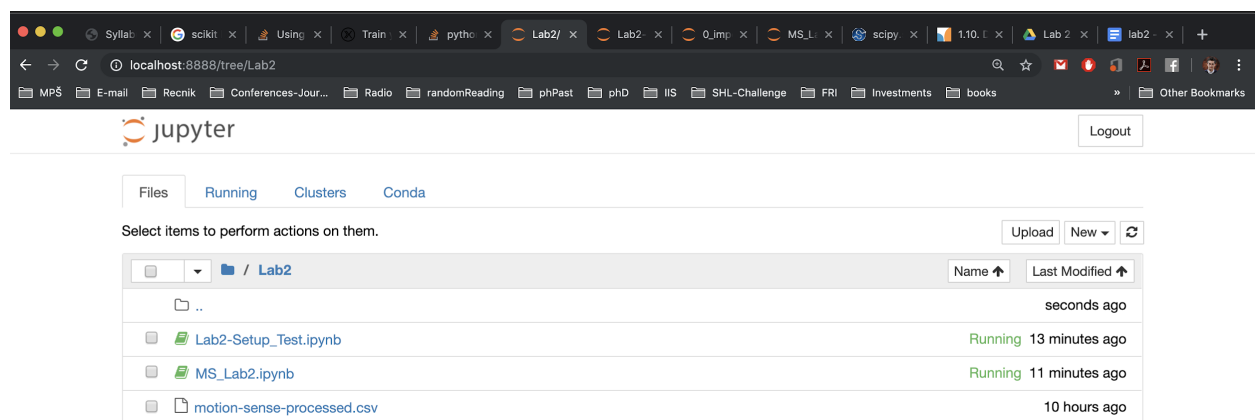 Syllab scikit Using Train pytho Lab2/ Lab2- 0_imp MS_L scipy. 1.10. Lab 2 lab2 -
localhost:8888/tree/Lab2
MPŠ E-mail Recnik Conferences-Jour... Radio randomReading phPast phD IIS SHL-Challenge FRI Investments books » Other Bookmarks
jupyter Logout
Files Running Clusters Conda
Select items to perform actions on them. Upload New
/ Lab2 Name Last Modified
.. seconds ago
Lab2-Setup_Test.ipynb Running 13 minutes ago
MS_Lab2.ipynb Running 11 minutes ago
motion-sense-processed.csv 10 hours ago